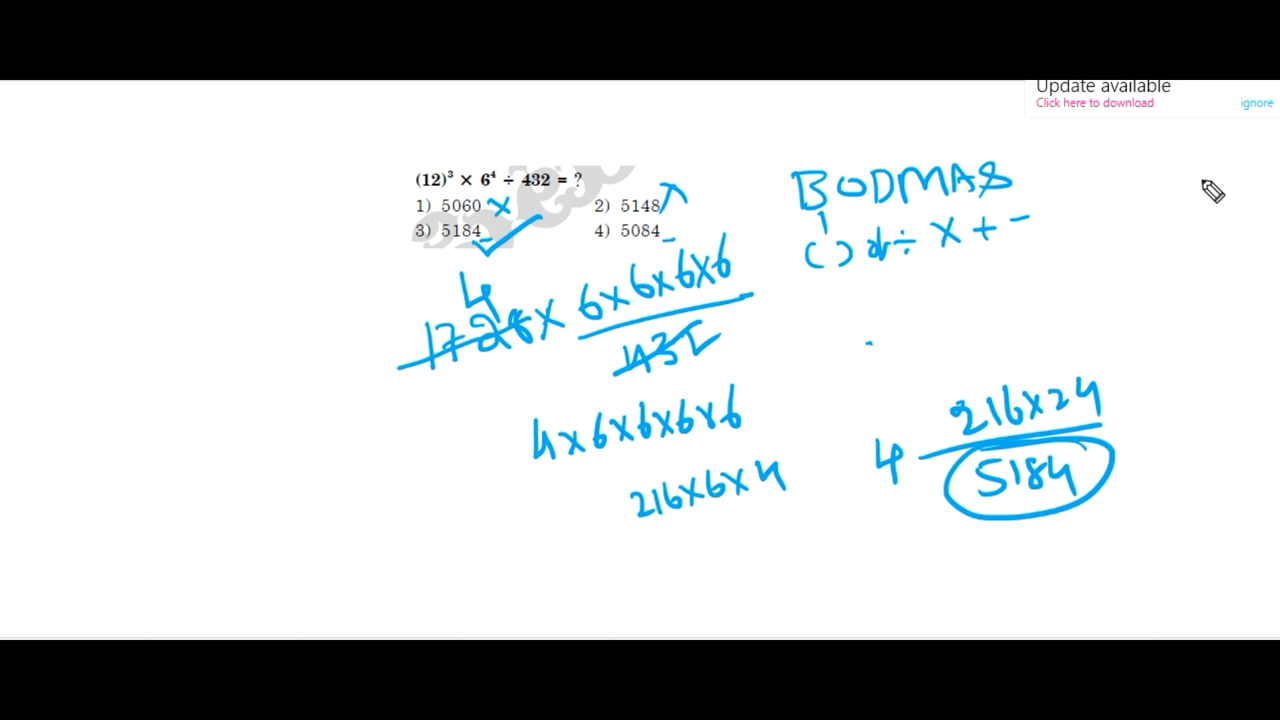 Update available
Click here to download ignore
(12)³ × 6⁴ ÷ 432 = ?
1) 5060 × 2) 5148 ×
3) 5184 ✓ 4) 5084
BODMAS
( ) of ÷ × + -
4
1728 × 6×6×6×6
432
4×6×6×6×6
216×6×4
216×24
4
5184